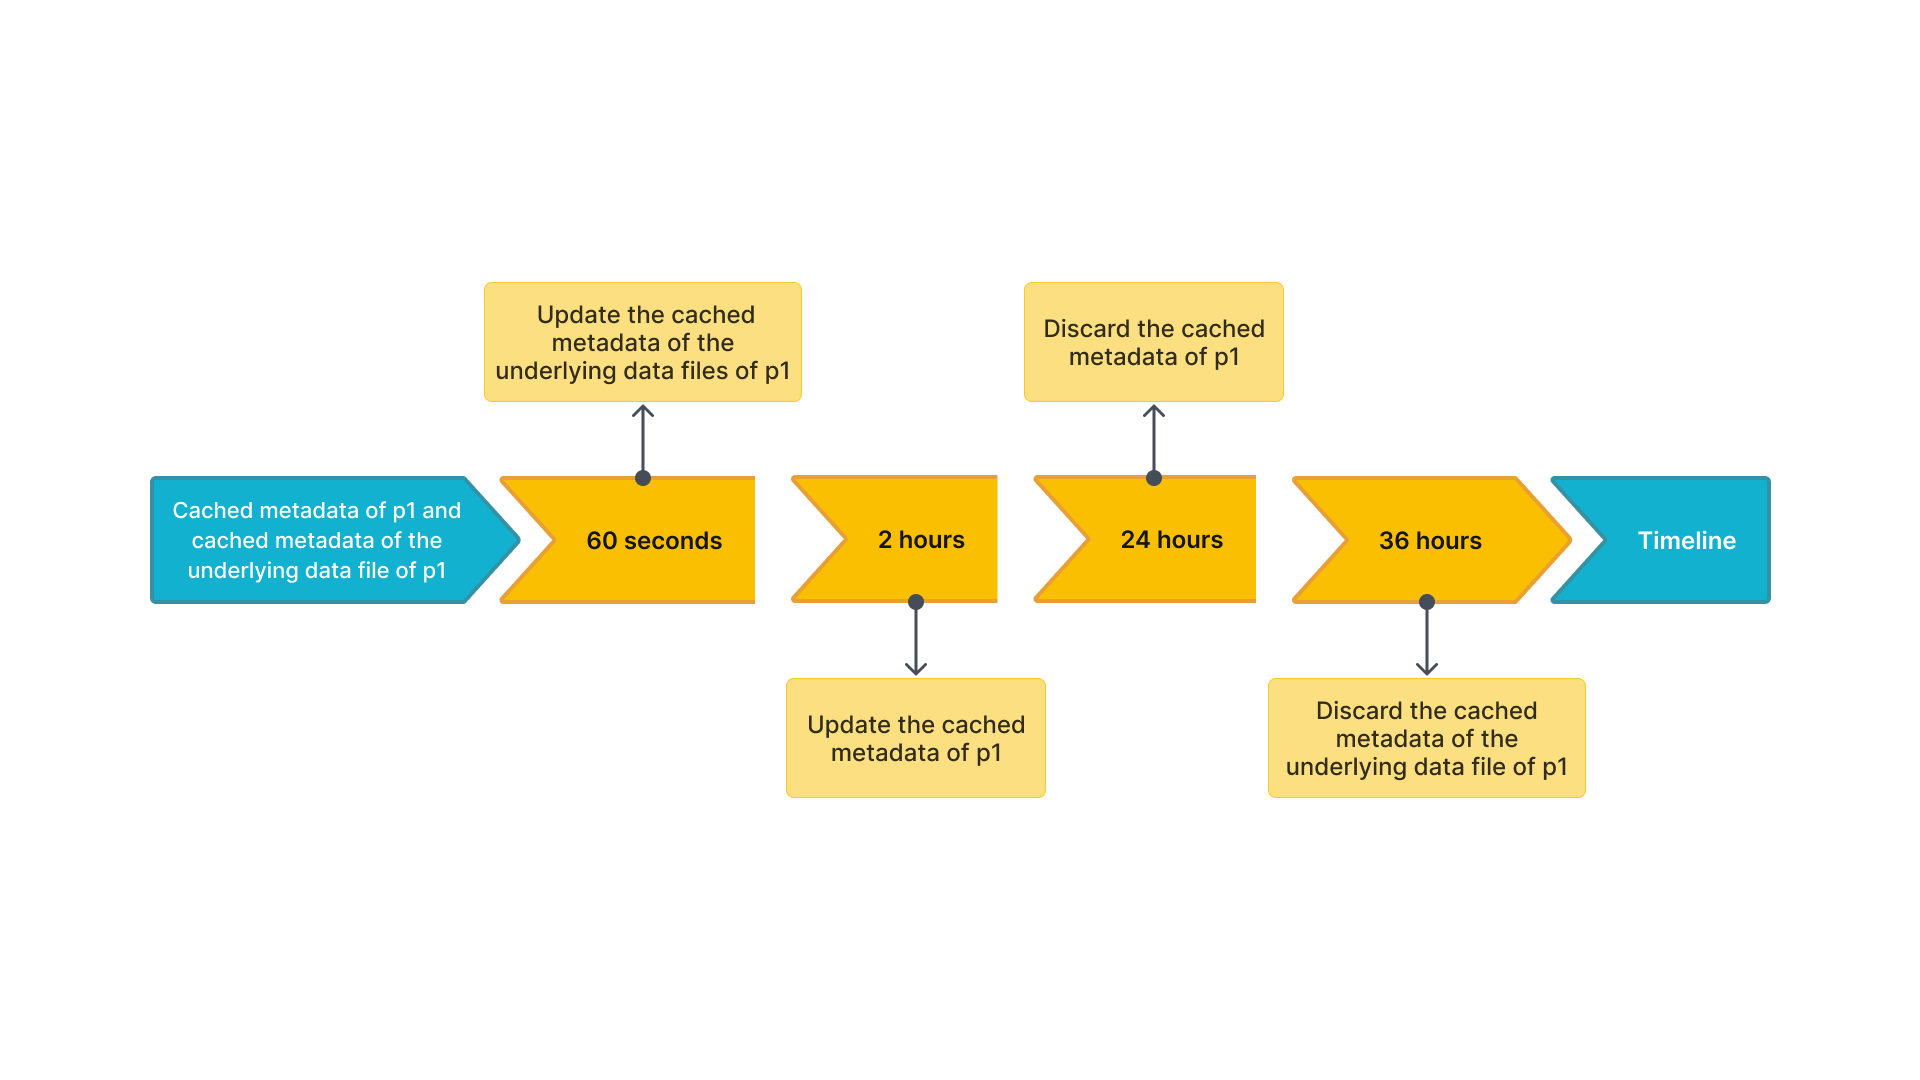 Update the cached
metadata of the
underlying data files of p1
Discard the cached
metadata of p1
Cached metadata of p1 and
cached metadata of the
underlying data file of p1
60 seconds
2 hours
24 hours
36 hours
Timeline
Update the cached
metadata of p1
Discard the cached
metadata of the
underlying data file of p1